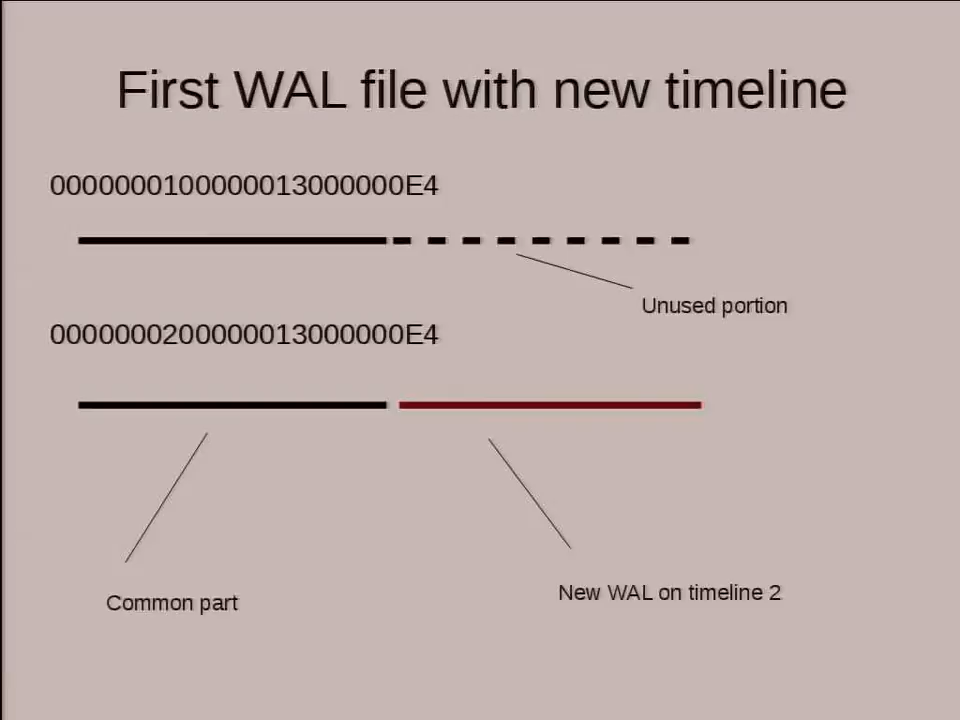 First WAL file with new timeline
0000000100000013000000E4
Unused portion
0000000200000013000000E4
Common part
New WAL on timeline 2